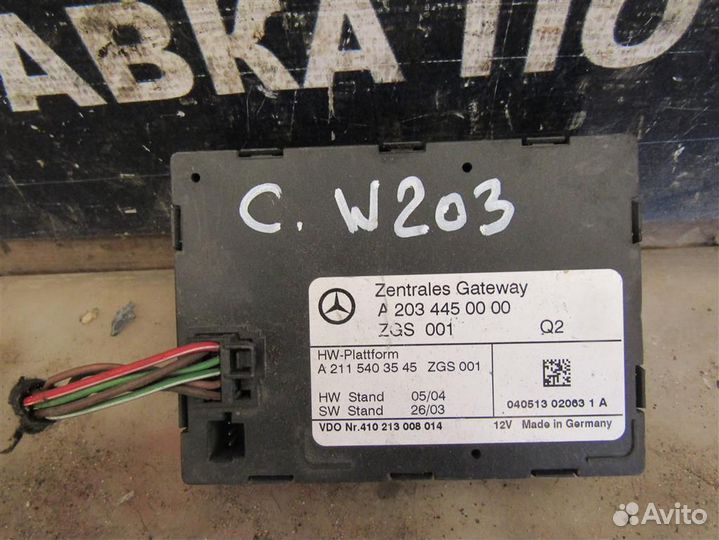 АВКА ПО
C. W203
Zentrales Gateway
A 203 445 00 00
ZGS 001 Q2
HW-Plattform
A 211 540 35 45 ZGS 001
HW Stand 05/04
SW Stand 26/03
040513 02063 1 A
VDO Nr.410 213 008 014 12V Made in Germany
Avito